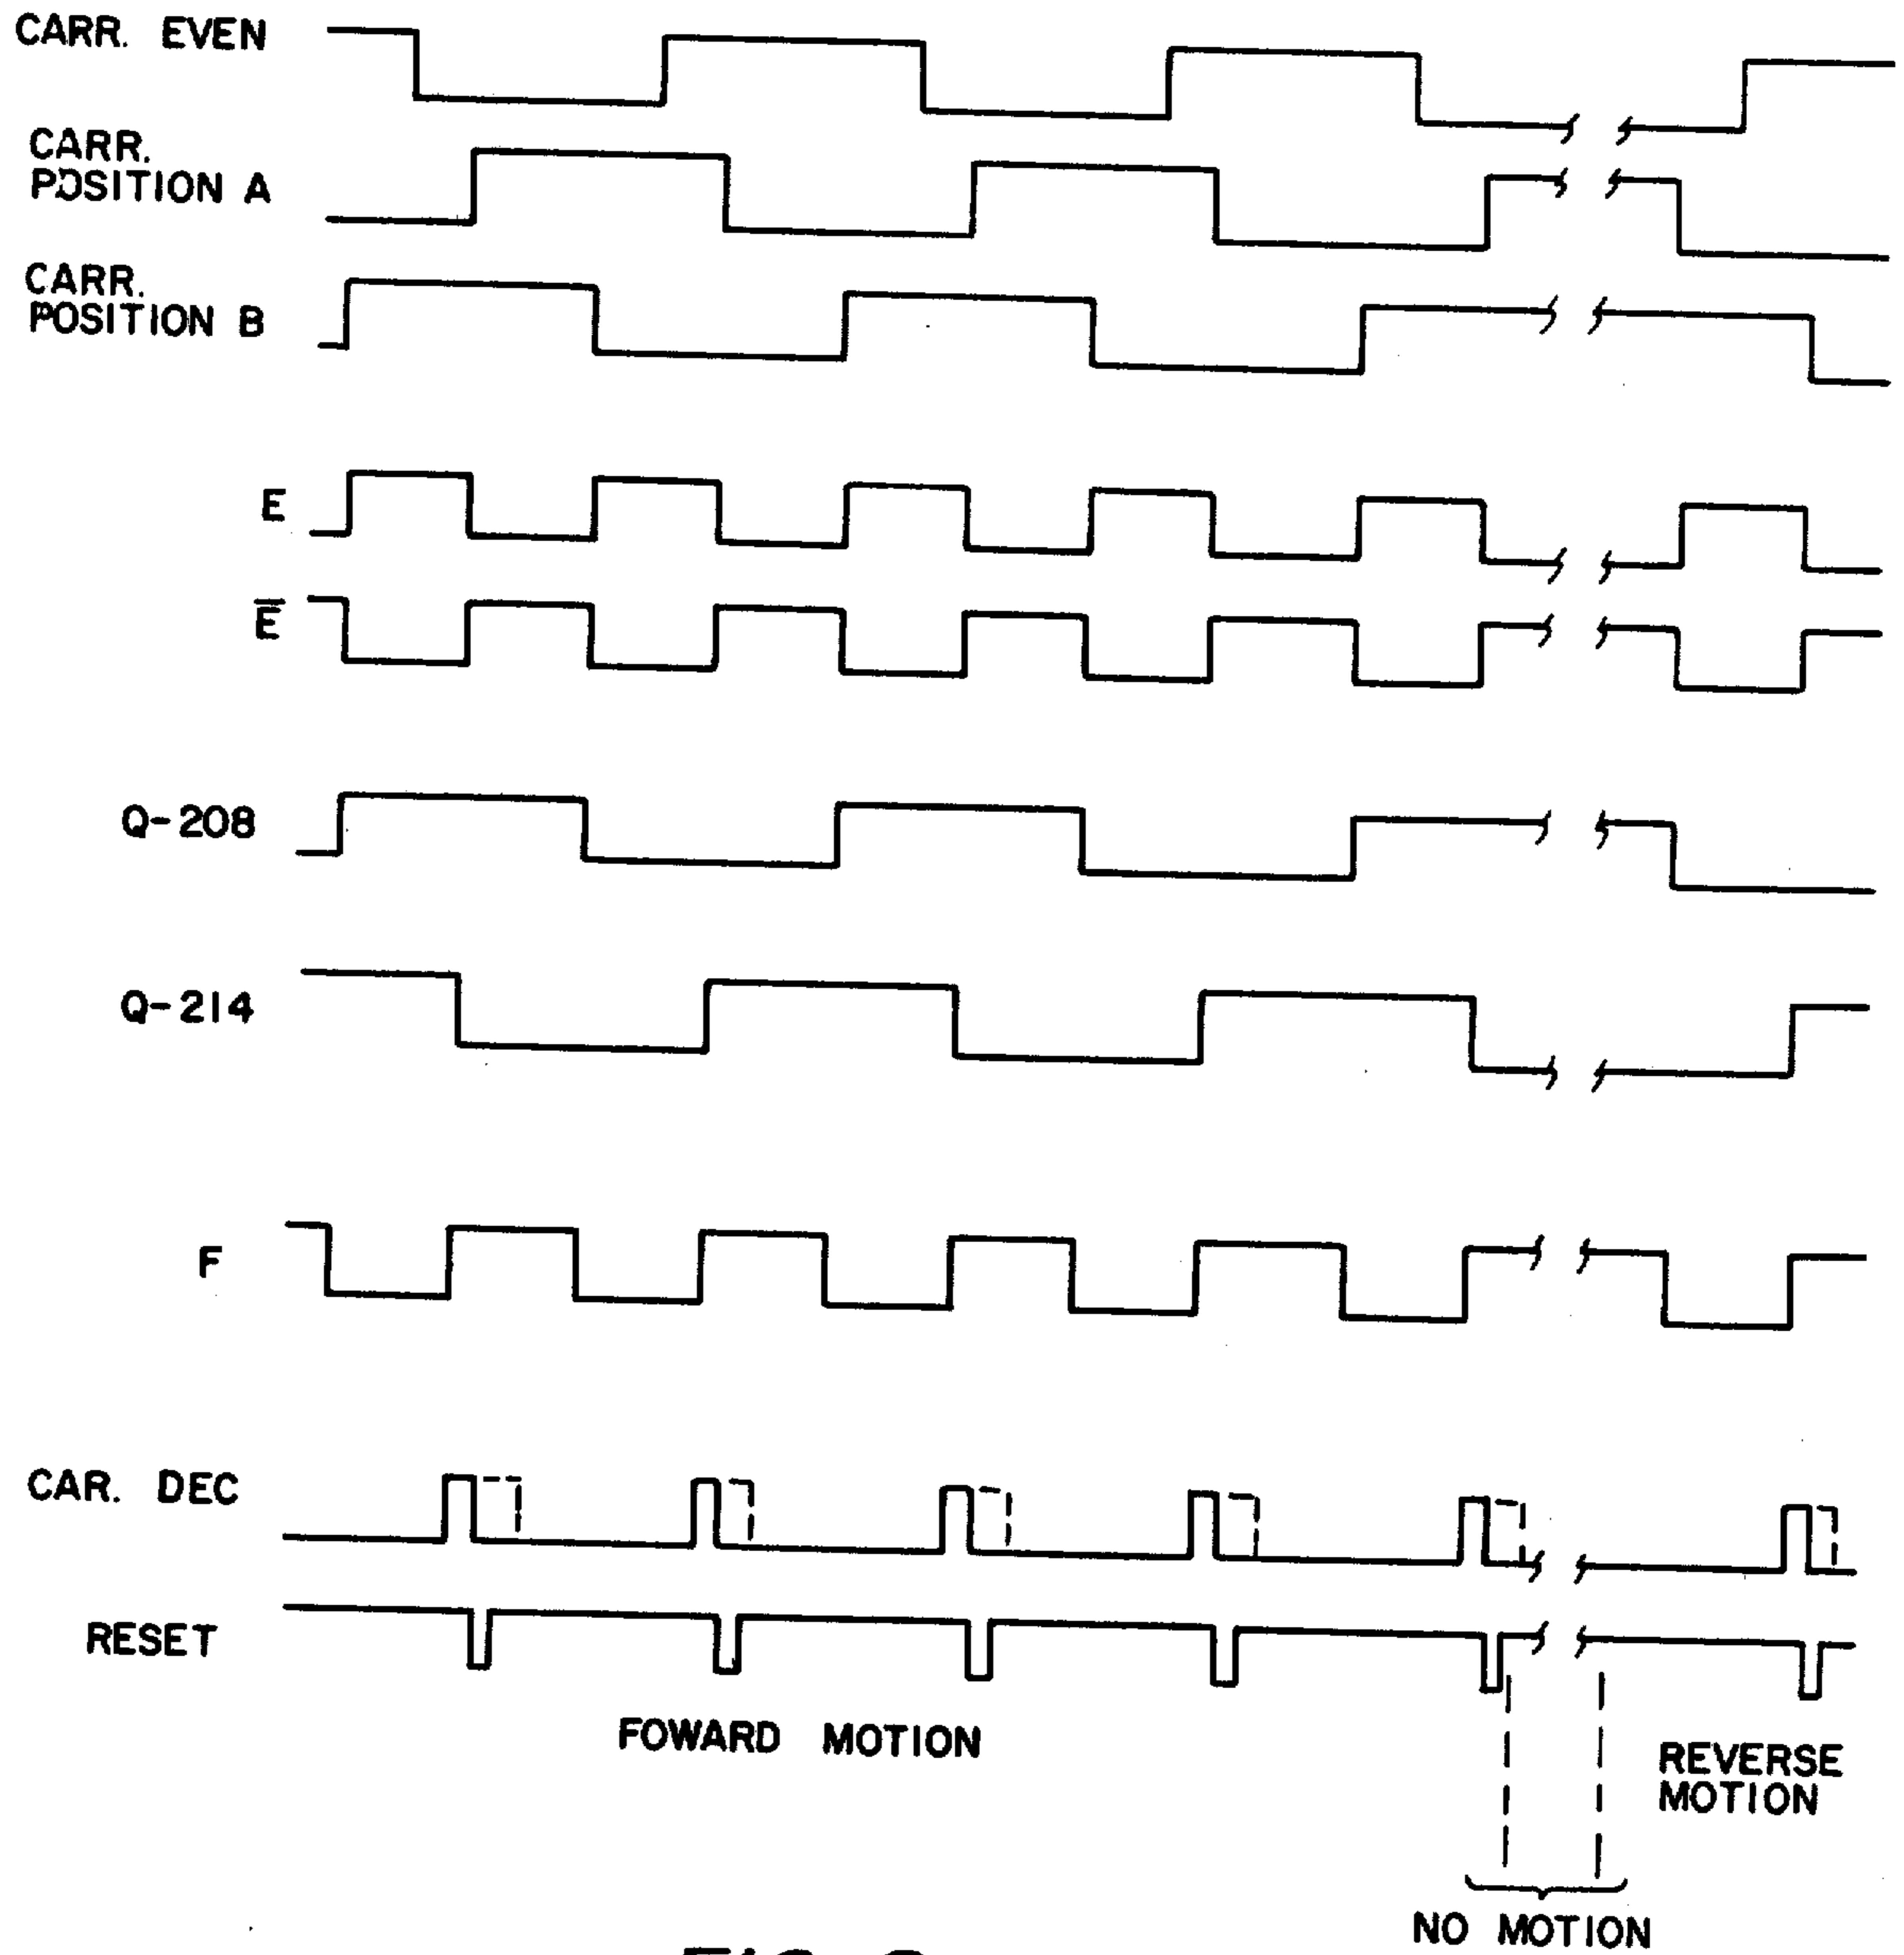 CARR. EVEN
CARR.
POSITION A
CARR.
POSITION B
E
E̅
Q-208
Q-214
F
CAR. DEC
RESET
FOWARD MOTION
REVERSE
MOTION
NO MOTION